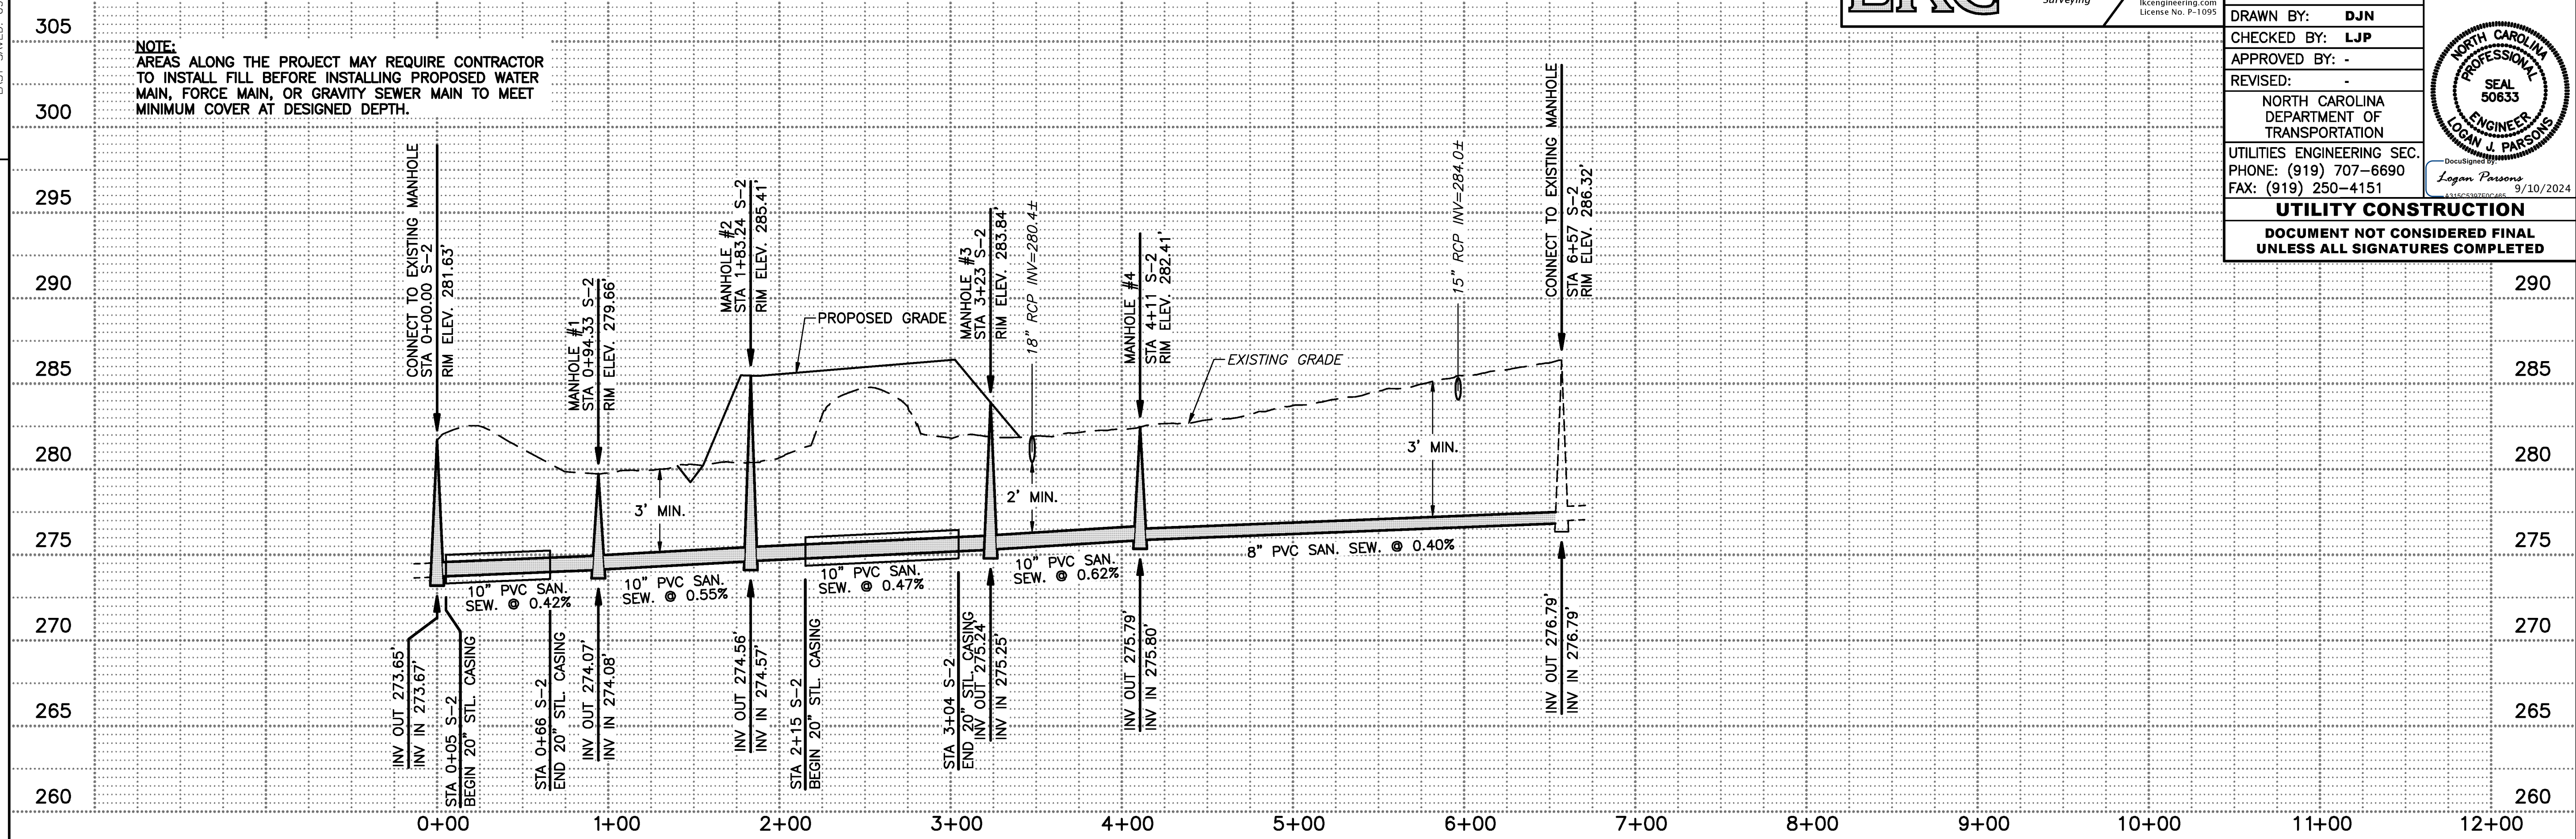 305
300
295
290
285
280
275
270
265
260
NOTE:
AREAS ALONG THE PROJECT MAY REQUIRE CONTRACTOR
TO INSTALL FILL BEFORE INSTALLING PROPOSED WATER
MAIN, FORCE MAIN, OR GRAVITY SEWER MAIN TO MEET
MINIMUM COVER AT DESIGNED DEPTH.
CONNECT TO EXISTING MANHOLE
STA 0+00.00 S-2
RIM ELEV. 281.63'
MANHOLE #1
STA 0+94.33 S-2
RIM ELEV. 279.66'
MANHOLE #2
STA 1+83.24 S-2
RIM ELEV. 285.41'
PROPOSED GRADE
MANHOLE #3
STA 3+23 S-2
RIM ELEV. 283.84'
18" RCP INV=280.4±
MANHOLE #4
STA 4+11 S-2
RIM ELEV. 282.41'
EXISTING GRADE
15" RCP INV=284.0±
CONNECT TO EXISTING MANHOLE
STA 6+57 S-2
RIM ELEV. 286.32'
3' MIN.
2' MIN.
3' MIN.
10" PVC SAN.
SEW. @ 0.42%
10" PVC SAN.
SEW. @ 0.55%
10" PVC SAN.
SEW. @ 0.47%
10" PVC SAN.
SEW. @ 0.62%
8" PVC SAN. SEW. @ 0.40%
INV OUT 273.65'
INV IN 273.67'
STA 0+05 S-2
BEGIN 20" STL. CASING
STA 0+66 S-2
END 20" STL. CASING
INV OUT 274.07'
INV IN 274.08'
INV OUT 274.56'
INV IN 274.57'
STA 2+15 S-2
BEGIN 20" STL. CASING
STA 3+04 S-2
END 20" STL. CASING
INV OUT 275.24'
INV IN 275.25'
INV OUT 275.79'
INV IN 275.80'
INV OUT 276.79'
INV IN 276.79'
0+00 1+00 2+00 3+00 4+00 5+00 6+00 7+00 8+00 9+00 10+00 11+00 12+00
290
285
280
275
270
265
260
Surveying
lkcengineering.com
License No. P-1095
DRAWN BY: DJN
CHECKED BY: LJP
APPROVED BY: -
REVISED: -
NORTH CAROLINA
DEPARTMENT OF
TRANSPORTATION
UTILITIES ENGINEERING SEC.
PHONE: (919) 707-6690
FAX: (919) 250-4151
NORTH CAROLINA
PROFESSIONAL
SEAL
50633
ENGINEER
LOGAN J. PARSONS
DocuSigned by:
Logan Parsons
9/10/2024
UTILITY CONSTRUCTION
DOCUMENT NOT CONSIDERED FINAL
UNLESS ALL SIGNATURES COMPLETED